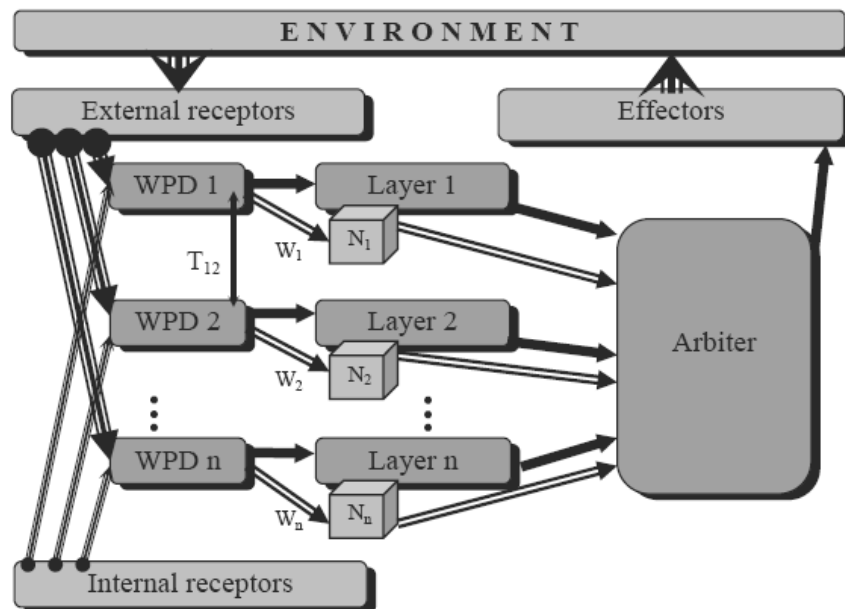 ENVIRONMENT
External receptors
Effectors
WPD 1
Layer 1
W₁
N₁
T₁₂
WPD 2
Layer 2
Arbiter
W₂
N₂
WPD n
Layer n
Wₙ
Nₙ
Internal receptors